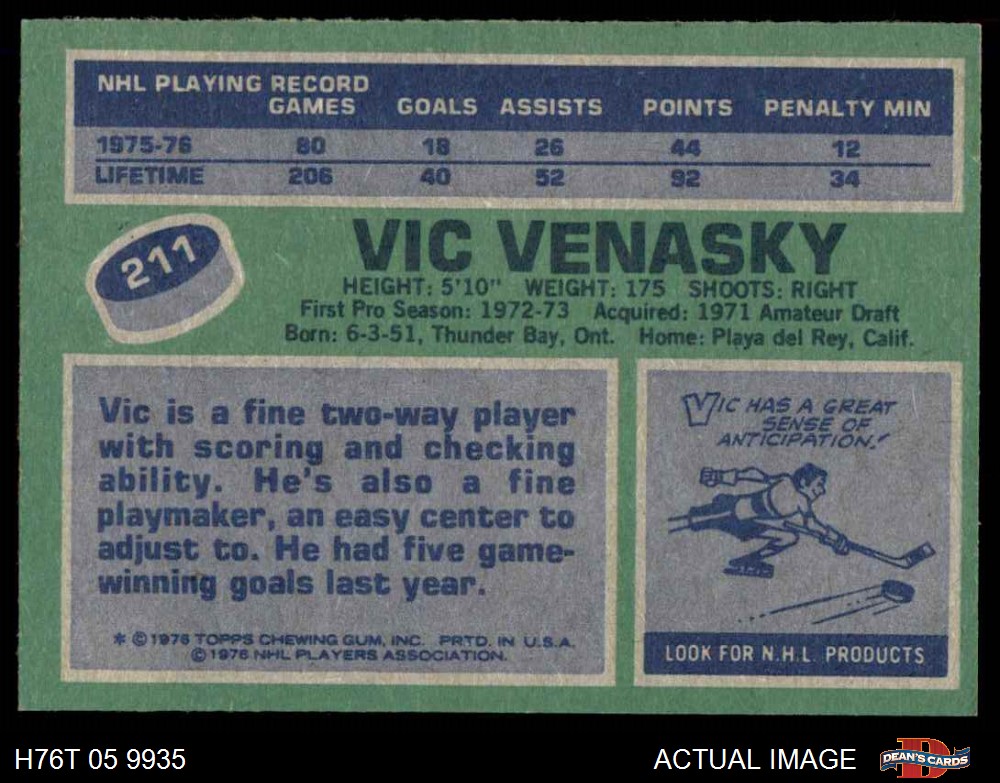 NHL PLAYING RECORD
GAMES GOALS ASSISTS POINTS PENALTY MIN
1975-76 80 18 26 44 12
LIFETIME 206 40 52 92 34
211
VIC VENASKY
HEIGHT: 5'10" WEIGHT: 175 SHOOTS: RIGHT
First Pro Season: 1972-73 Acquired: 1971 Amateur Draft
Born: 6-3-51, Thunder Bay, Ont. Home: Playa del Rey, Calif.
Vic is a fine two-way player
with scoring and checking
ability. He's also a fine
playmaker, an easy center to
adjust to. He had five game-
winning goals last year.
* © 1976 TOPPS CHEWING GUM, INC. PRTD. IN U.S.A.
© 1976 NHL PLAYERS ASSOCIATION.
VIC HAS A GREAT
SENSE OF
ANTICIPATION!
LOOK FOR N.H.L. PRODUCTS
H76T 05 9935
ACTUAL IMAGE
D
DEAN'S CARDS